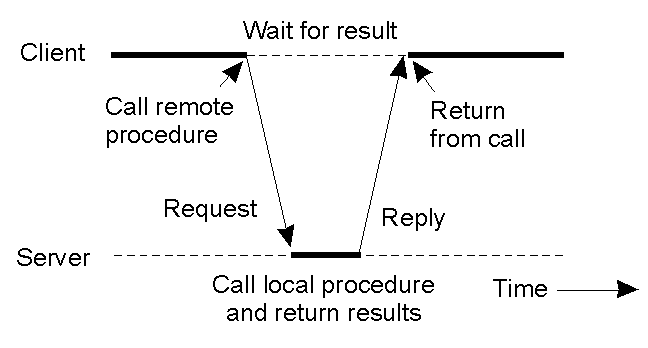 Wait for result
Client
Call remote
procedure
Return
from call
Request
Reply
Server
Call local procedure
and return results
Time